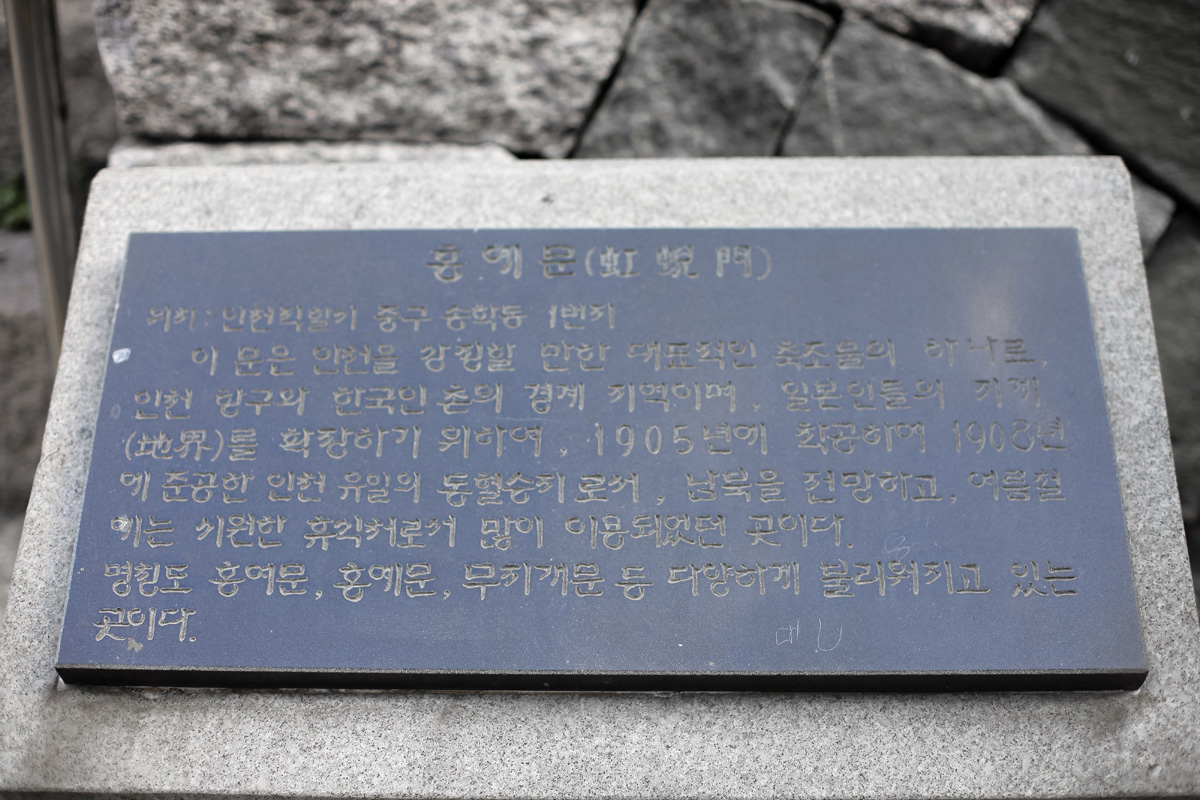 홍예문(虹蜺門)
위치: 인천직할시 중구 송학동 1번지
이 문은 인천을 상징할 만한 대표적인 축조물의 하나로,
인천 항구와 한국인촌의 경계 지역이며, 일본인들의 지계
(地界)를 확장하기 위하여, 1905년에 착공하여 1908년
에 준공한 인천 유일의 동혈승지로서, 남북을 전망하고, 여름철
에는 시원한 휴식처로서 많이 이용되었던 곳이다.
명칭도 홍여문, 홍예문, 무지개문 등 다양하게 불리워지고 있는
곳이다.